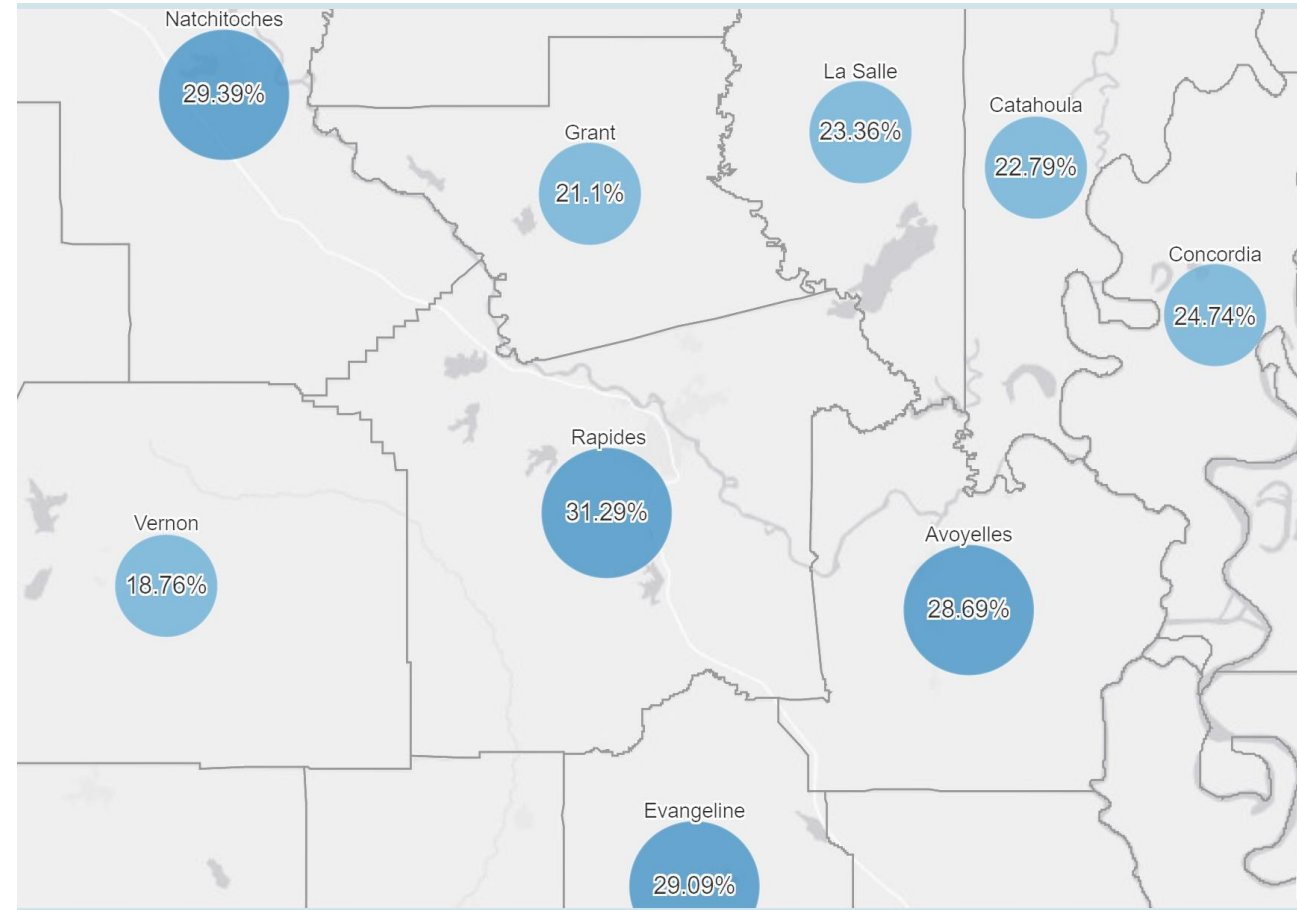 Natchitoches
29.39%
La Salle
23.36%
Catahoula
22.79%
Grant
21.1%
Concordia
24.74%
Rapides
31.29%
Vernon
18.76%
Avoyelles
28.69%
Evangeline
29.09%